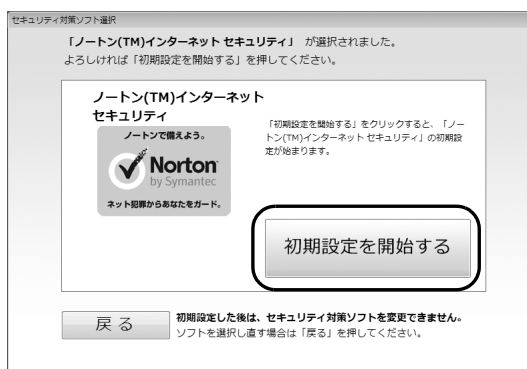 セキュリティ対策ソフト選択
「ノートン(TM)インターネット セキュリティ」 が選択されました。
よろしければ「初期設定を開始する」を押してください。
ノートン(TM)インターネット
セキュリティ
ノートンで備えよう。
Norton
by Symantec
ネット犯罪からあなたをガード。
「初期設定を開始する」をクリックすると、「ノー
トン(TM)インターネット セキュリティ」の初期設
定が始まります。
初期設定を開始する
戻る
初期設定した後は、セキュリティ対策ソフトを変更できません。
ソフトを選択し直す場合は「戻る」を押してください。